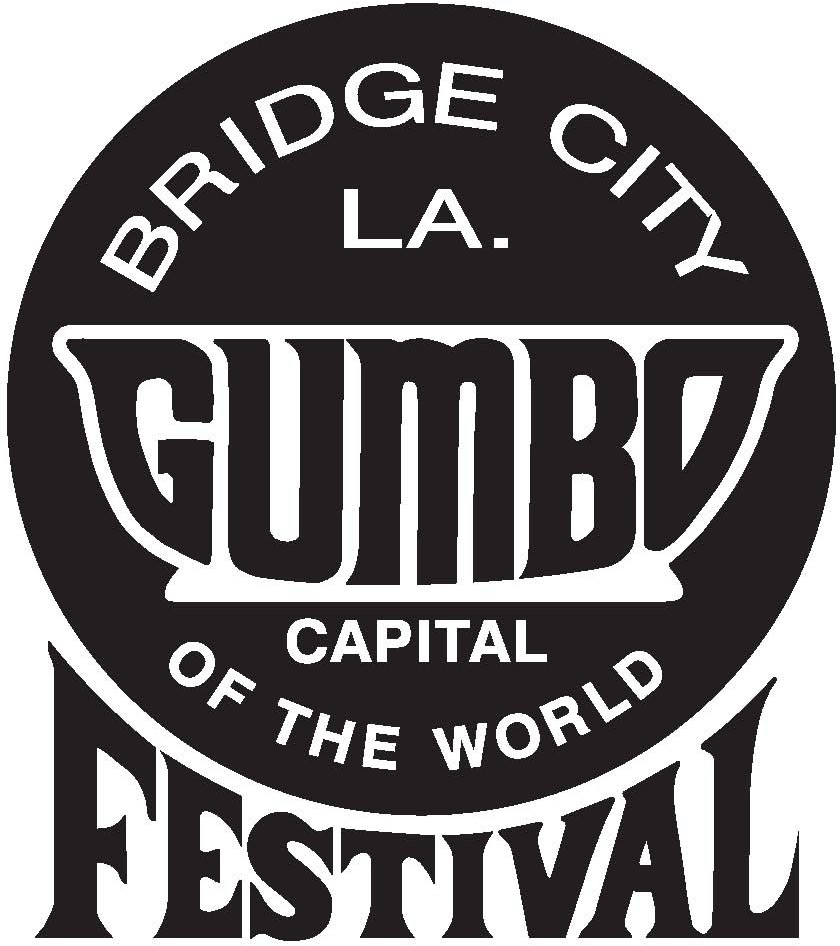 BRIDGE CITY
LA.
GUMBO
CAPITAL
OF THE WORLD
FESTIVAL